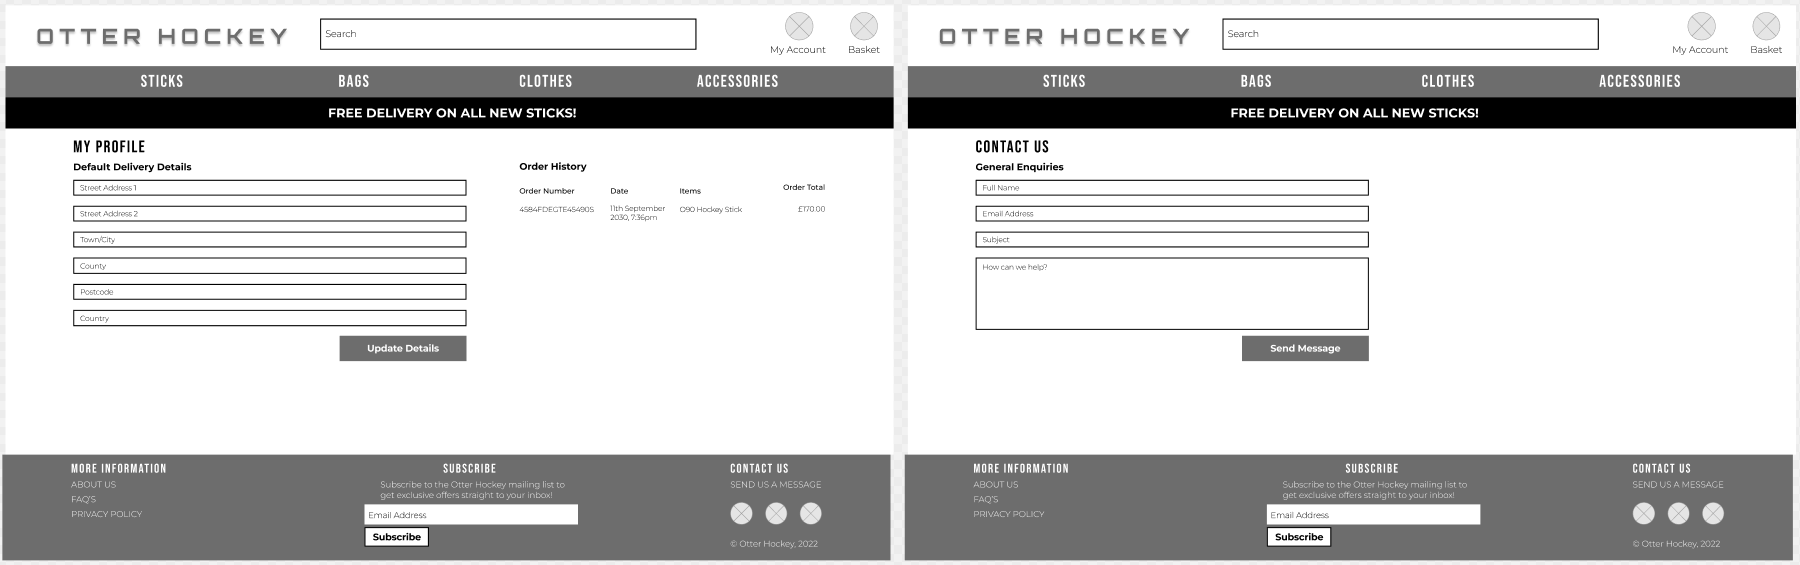 OTTER HOCKEY
Search
My Account
Basket
STICKS BAGS CLOTHES ACCESSORIES
FREE DELIVERY ON ALL NEW STICKS!
MY PROFILE
Default Delivery Details
Street Address 1
Street Address 2
Town/City
County
Postcode
Country
Update Details
Order History
Order Number Date Items Order Total
4584FDEGTE45490S 11th September O90 Hockey Stick £170.00
2030, 7:36pm
MORE INFORMATION
ABOUT US
FAQ'S
PRIVACY POLICY
SUBSCRIBE
Subscribe to the Otter Hockey mailing list to
get exclusive offers straight to your inbox!
Email Address
Subscribe
CONTACT US
SEND US A MESSAGE
© Otter Hockey, 2022
OTTER HOCKEY
Search
My Account
Basket
STICKS BAGS CLOTHES ACCESSORIES
FREE DELIVERY ON ALL NEW STICKS!
CONTACT US
General Enquiries
Full Name
Email Address
Subject
How can we help?
Send Message
MORE INFORMATION
ABOUT US
FAQ'S
PRIVACY POLICY
SUBSCRIBE
Subscribe to the Otter Hockey mailing list to
get exclusive offers straight to your inbox!
Email Address
Subscribe
CONTACT US
SEND US A MESSAGE
© Otter Hockey, 2022